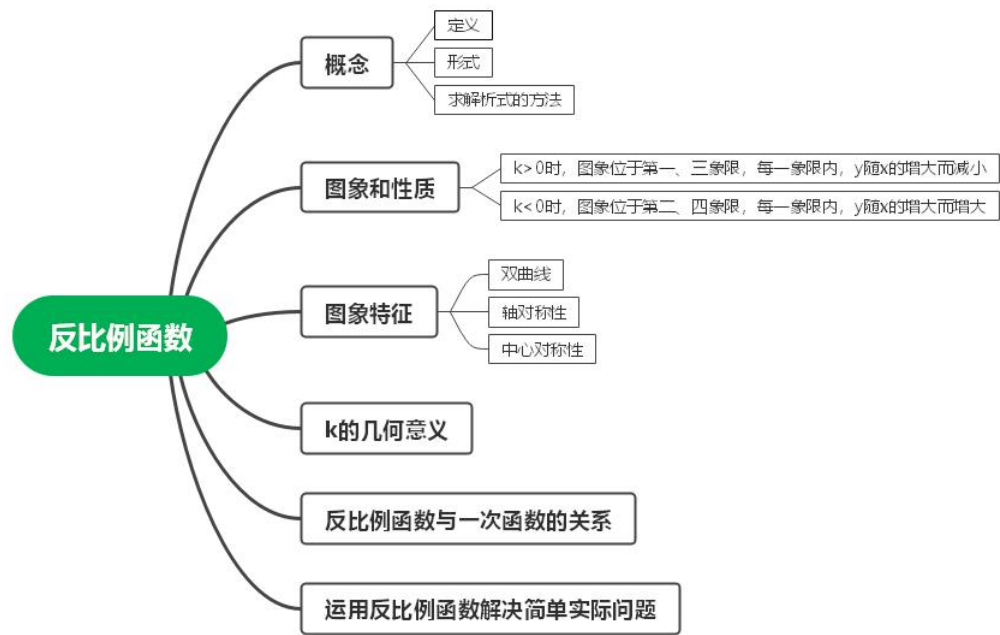 定义
概念
形式
求解析式的方法
k>0时，图象位于第一、三象限，每一象限内，y随x的增大而减小
图象和性质
k<0时，图象位于第二、四象限，每一象限内，y随x的增大而增大
双曲线
图象特征
轴对称性
中心对称性
反比例函数
k的几何意义
反比例函数与一次函数的关系
运用反比例函数解决简单实际问题